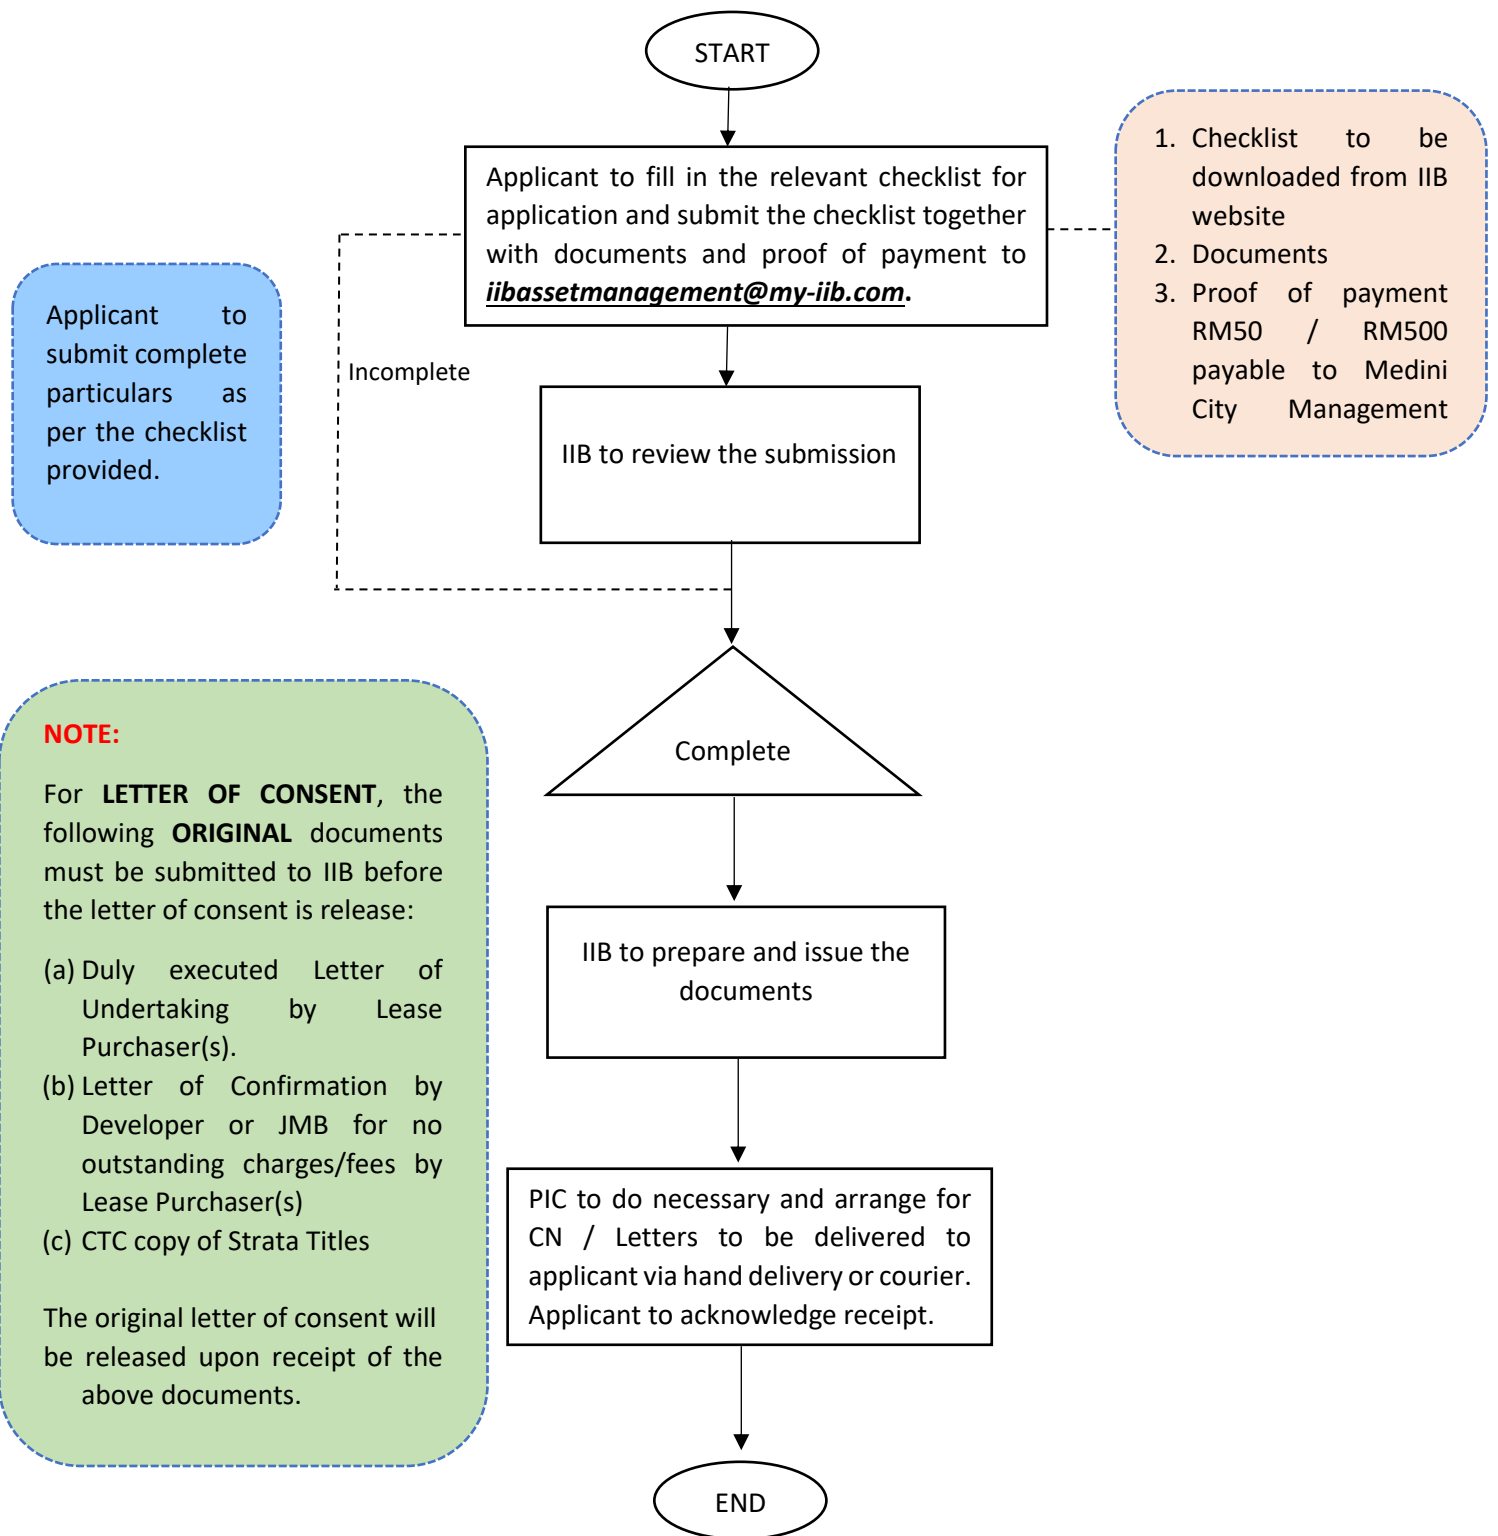 START
Applicant to fill in the relevant checklist for
application and submit the checklist together
with documents and proof of payment to
iibassetmanagement@my-iib.com.
1. Checklist to be
downloaded from IIB
website
2. Documents
3. Proof of payment
RM50 / RM500
payable to Medini
City Management
Applicant to
submit complete
particulars as
per the checklist
provided.
Incomplete
IIB to review the submission
Complete
NOTE:
For LETTER OF CONSENT, the
following ORIGINAL documents
must be submitted to IIB before
the letter of consent is release:
(a) Duly executed Letter of
Undertaking by Lease
Purchaser(s).
(b) Letter of Confirmation by
Developer or JMB for no
outstanding charges/fees by
Lease Purchaser(s)
(c) CTC copy of Strata Titles
The original letter of consent will
be released upon receipt of the
above documents.
IIB to prepare and issue the
documents
PIC to do necessary and arrange for
CN / Letters to be delivered to
applicant via hand delivery or courier.
Applicant to acknowledge receipt.
END